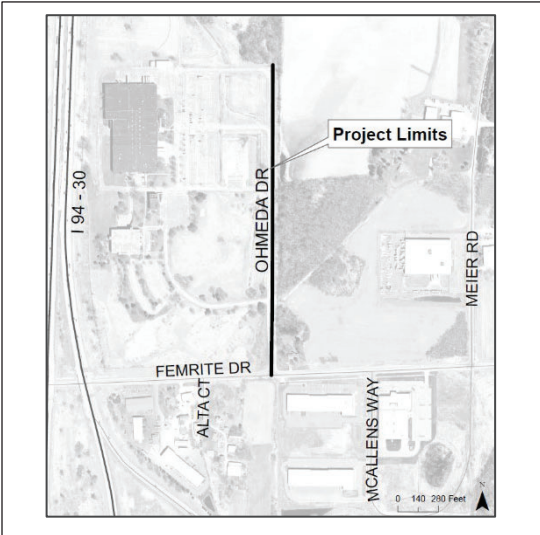 Project Limits
I 94 - 30
OHMEDA DR
MEIER RD
FEMRITE DR
ALTA CT
MCALLENS WAY
N
0 140 280 Feet